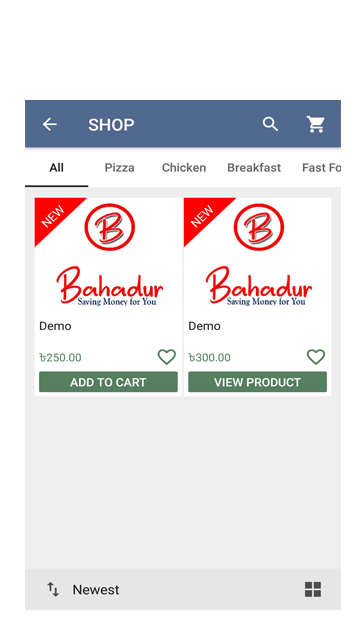 SHOP
All Pizza Chicken Breakfast Fast Fo
NEW NEW
B B
Bahadur Bahadur
Saving Money for You Saving Money for You
Demo Demo
৳250.00 ৳300.00
ADD TO CART VIEW PRODUCT
Newest